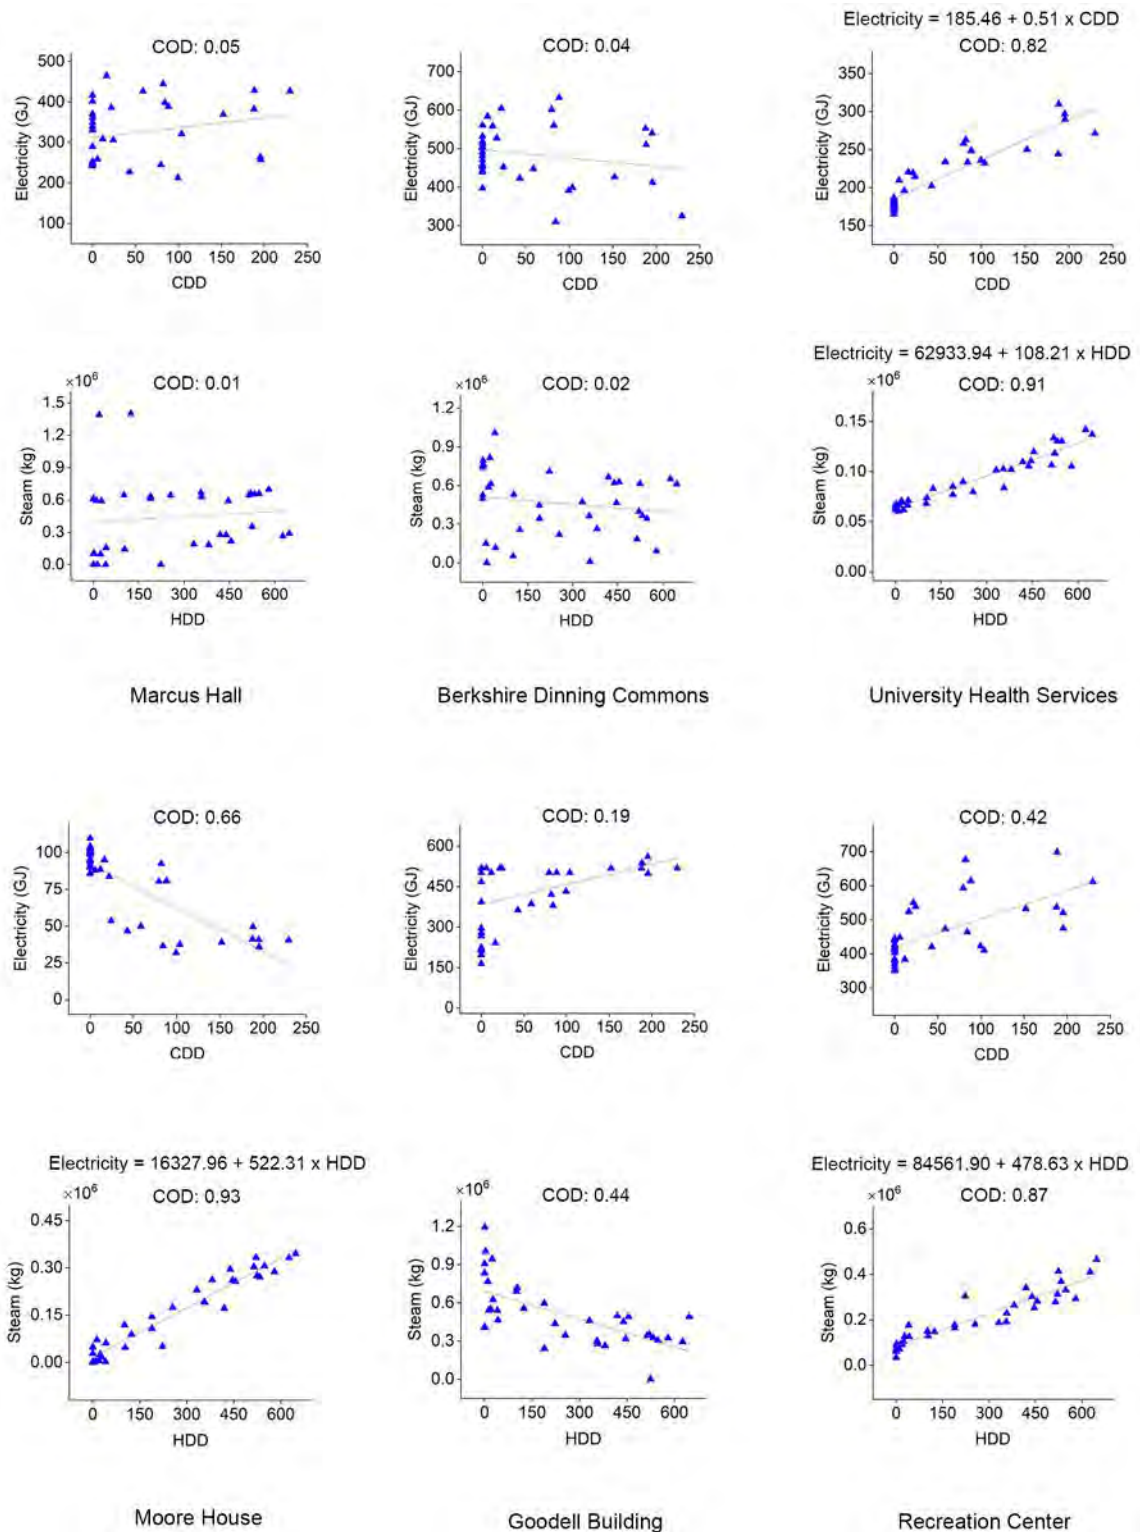 Electricity = 185.46 + 0.51 x CDD
COD: 0.05
COD: 0.04
COD: 0.82
Electricity (GJ)
500
400
300
200
100
0 50 100 150 200 250
CDD
Electricity (GJ)
700
600
500
400
300
0 50 100 150 200 250
CDD
Electricity (GJ)
350
300
250
200
150
0 50 100 150 200 250
CDD
Electricity = 62933.94 + 108.21 x HDD
×10⁶
COD: 0.01
×10⁶
COD: 0.02
×10⁶
COD: 0.91
Steam (kg)
1.5
1.2
0.9
0.6
0.3
0.0
0 150 300 450 600
HDD
Steam (kg)
1.2
0.9
0.6
0.3
0.0
0 150 300 450 600
HDD
Steam (kg)
0.15
0.10
0.05
0.00
0 150 300 450 600
HDD
Marcus Hall
Berkshire Dinning Commons
University Health Services
COD: 0.66
COD: 0.19
COD: 0.42
Electricity (GJ)
100
75
50
25
0
0 50 100 150 200 250
CDD
Electricity (GJ)
600
450
300
150
0
0 50 100 150 200 250
CDD
Electricity (GJ)
700
600
500
400
300
0 50 100 150 200 250
CDD
Electricity = 16327.96 + 522.31 x HDD
Electricity = 84561.90 + 478.63 x HDD
×10⁶
COD: 0.93
×10⁶
COD: 0.44
×10⁶
COD: 0.87
Steam (kg)
0.45
0.30
0.15
0.00
0 150 300 450 600
HDD
Steam (kg)
1.2
0.9
0.6
0.3
0.0
0 150 300 450 600
HDD
Steam (kg)
0.6
0.4
0.2
0.0
0 150 300 450 600
HDD
Moore House
Goodell Building
Recreation Center